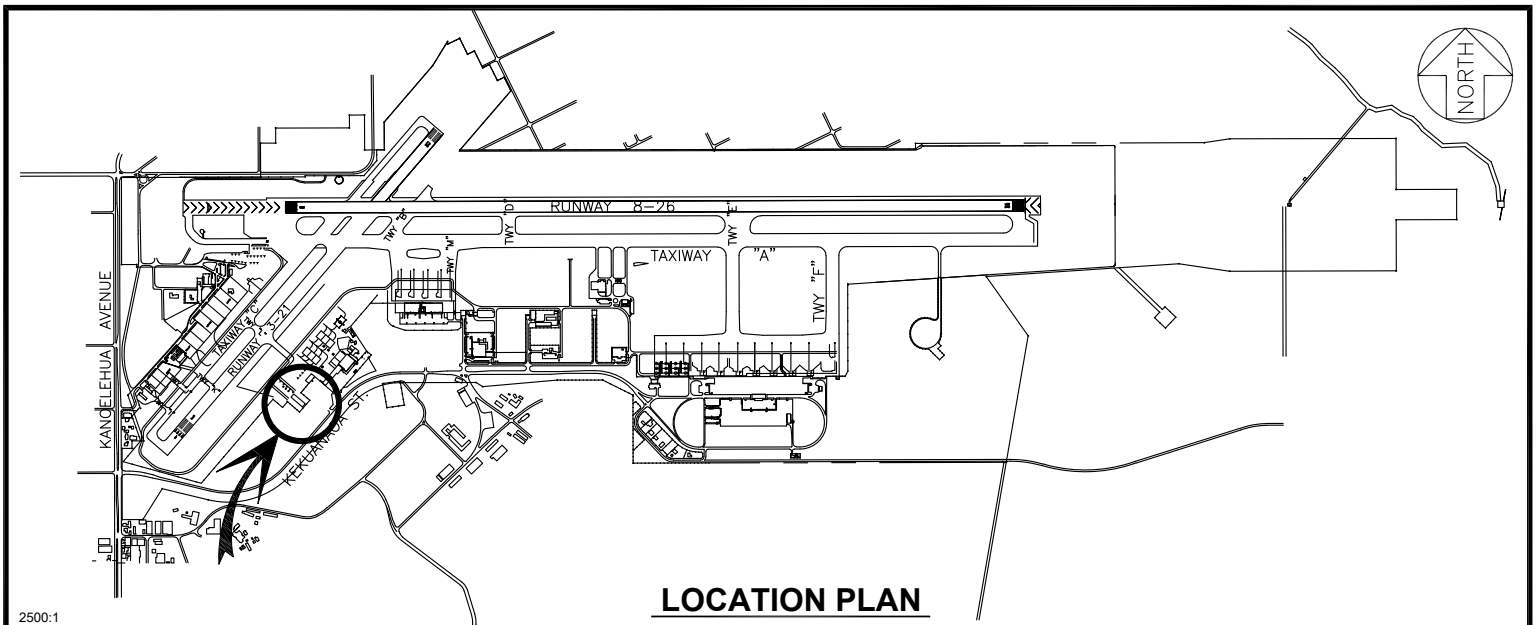 NORTH
RUNWAY 8-26
TWY "B"
TWY "D"
TWY "E"
TWY "M"
TAXIWAY "A"
TWY "F"
KANOELEHUA AVENUE
TAXIWAY "C"
RUNWAY 3-21
KEKUANAOA ST.
LOCATION PLAN
2500:1